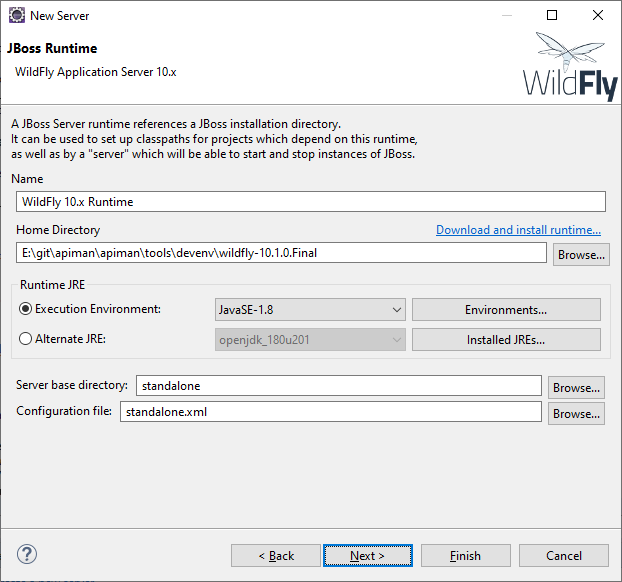 New Server
JBoss Runtime
WildFly Application Server 10.x
WildFly
A JBoss Server runtime references a JBoss installation directory.
It can be used to set up classpaths for projects which depend on this runtime,
as well as by a "server" which will be able to start and stop instances of JBoss.
Name
WildFly 10.x Runtime
Home Directory
Download and install runtime...
E:\git\apiman\apiman\tools\devenv\wildfly-10.1.0.Final
Browse...
Runtime JRE
Execution Environment:
JavaSE-1.8
Environments...
Alternate JRE:
openjdk_180u201
Installed JREs...
Server base directory:
standalone
Browse...
Configuration file:
standalone.xml
Browse...
?
< Back
Next >
Finish
Cancel